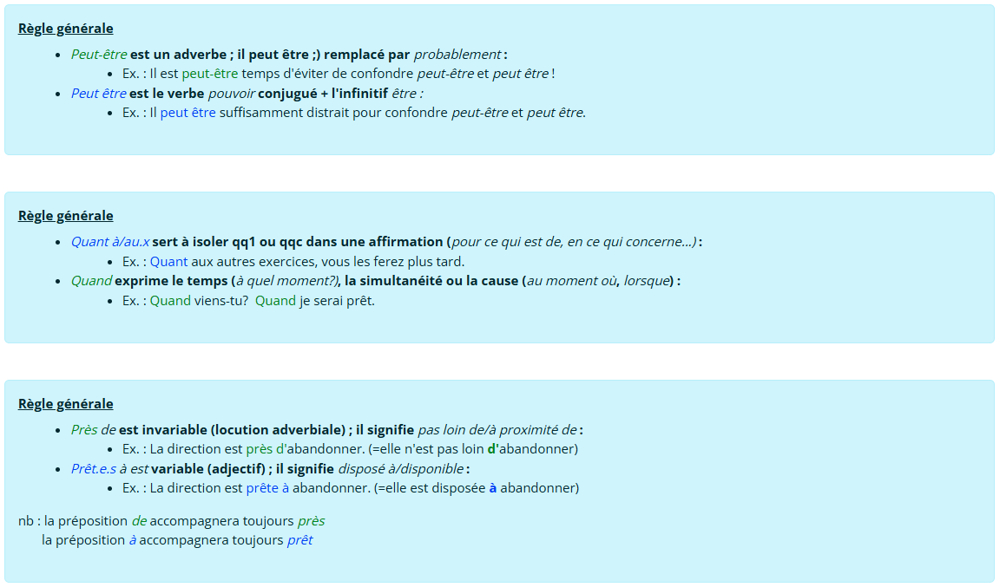 Règle générale
Peut-être est un adverbe ; il peut être ;) remplacé par probablement :
Ex. : Il est peut-être temps d'éviter de confondre peut-être et peut être !
Peut être est le verbe pouvoir conjugué + l'infinitif être :
Ex. : Il peut être suffisamment distrait pour confondre peut-être et peut être.
Règle générale
Quant à/au.x sert à isoler qq1 ou qqc dans une affirmation (pour ce qui est de, en ce qui concerne...) :
Ex. : Quant aux autres exercices, vous les ferez plus tard.
Quand exprime le temps (à quel moment?), la simultanéité ou la cause (au moment où, lorsque) :
Ex. : Quand viens-tu? Quand je serai prêt.
Règle générale
Près de est invariable (locution adverbiale) ; il signifie pas loin de/à proximité de :
Ex. : La direction est près d'abandonner. (=elle n'est pas loin d'abandonner)
Prêt.e.s à est variable (adjectif) ; il signifie disposé à/disponible :
Ex. : La direction est prête à abandonner. (=elle est disposée à abandonner)
nb : la préposition de accompagnera toujours près
la préposition à accompagnera toujours prêt